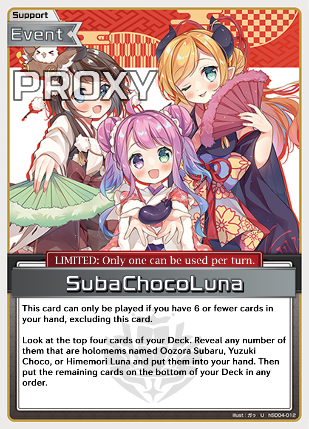 Support
Event
PROXY
LIMITED: Only one can be used per turn.
SubaChocoLuna
This card can only be played if you have 6 or fewer cards in
your hand, excluding this card.
Look at the top four cards of your Deck. Reveal any number of
them that are holomems named Oozora Subaru, Yuzuki
Choco, or Himemori Luna and put them into your hand. Then
put the remaining cards on the bottom of your Deck in any
order.
illust : ガゥ U hSD04-012